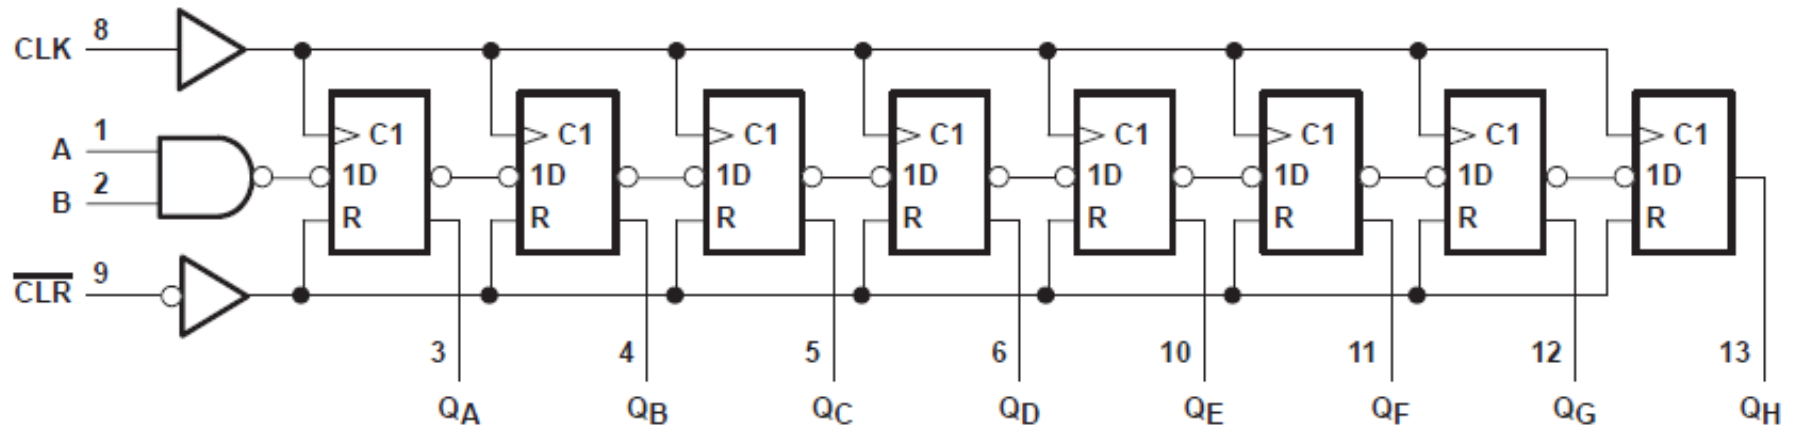 CLK 8
C1 C1 C1 C1 C1 C1 C1 C1
A 1
1D 1D 1D 1D 1D 1D 1D 1D
B 2
R R R R R R R R
CLR 9
3 4 5 6 10 11 12 13
QA QB QC QD QE QF QG QH